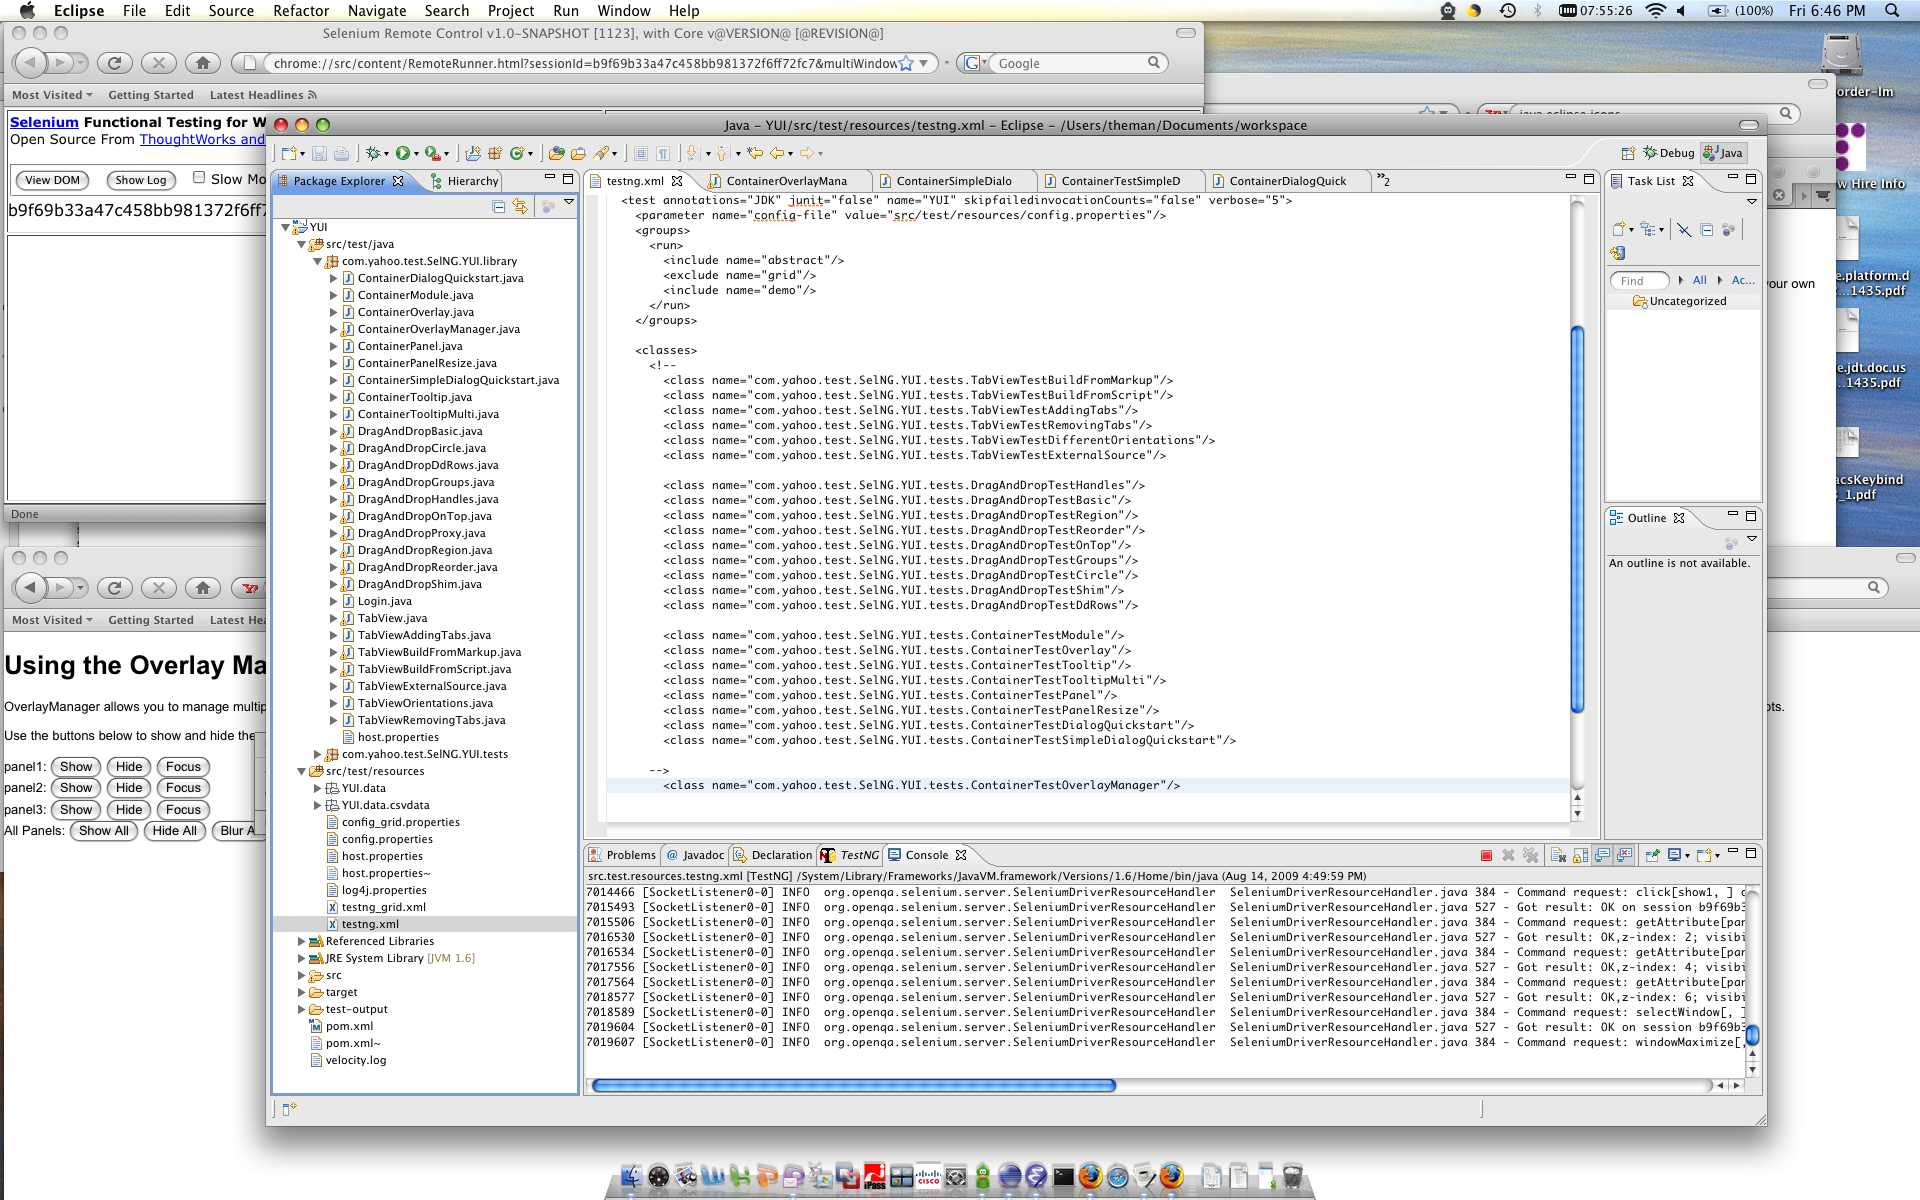 Eclipse File Edit Source Refactor Navigate Search Project Run Window Help
07:55:26 (100%) Fri 6:46 PM
Selenium Remote Control v1.0-SNAPSHOT [1123], with Core v@VERSION@ [@REVISION@]
chrome://src/content/RemoteRunner.html?sessionId=b9f69b33a47c458bb981372f6ff72fc7&multiWindow
Google
Most Visited Getting Started Latest Headlines
Selenium Functional Testing for W
Open Source From ThoughtWorks and
View DOM Show Log Slow Mo
b9f69b33a47c458bb981372f6ff7
Done
Most Visited Getting Started Latest He
Using the Overlay Ma
OverlayManager allows you to manage multip
Use the buttons below to show and hide the
panel1: Show Hide Focus
panel2: Show Hide Focus
panel3: Show Hide Focus
All Panels: Show All Hide All Blur A
Java - YUI/src/test/resources/testng.xml - Eclipse - /Users/theman/Documents/workspace
Debug Java
Package Explorer Hierarchy
YUI
src/test/java
com.yahoo.test.SelNG.YUI.library
ContainerDialogQuickstart.java
ContainerModule.java
ContainerOverlay.java
ContainerOverlayManager.java
ContainerPanel.java
ContainerPanelResize.java
ContainerSimpleDialogQuickstart.java
ContainerTooltip.java
ContainerTooltipMulti.java
DragAndDropBasic.java
DragAndDropCircle.java
DragAndDropDdRows.java
DragAndDropGroups.java
DragAndDropHandles.java
DragAndDropOnTop.java
DragAndDropProxy.java
DragAndDropRegion.java
DragAndDropReorder.java
DragAndDropShim.java
Login.java
TabView.java
TabViewAddingTabs.java
TabViewBuildFromMarkup.java
TabViewBuildFromScript.java
TabViewExternalSource.java
TabViewOrientations.java
TabViewRemovingTabs.java
host.properties
com.yahoo.test.SelNG.YUI.tests
src/test/resources
YUI.data
YUI.data.csvdata
config_grid.properties
config.properties
host.properties
host.properties~
log4j.properties
testng_grid.xml
testng.xml
Referenced Libraries
JRE System Library [JVM 1.6]
src
target
test-output
pom.xml
pom.xml~
velocity.log
testng.xml ContainerOverlayMana ContainerSimpleDialo ContainerTestSimpleD ContainerDialogQuick »2
<test annotations="JDK" junit="false" name="YUI" skipfailedinvocationCounts="false" verbose="5">
<parameter name="config-file" value="src/test/resources/config.properties"/>
<groups>
<run>
<include name="abstract"/>
<exclude name="grid"/>
<include name="demo"/>
</run>
</groups>
<classes>
<!--
<class name="com.yahoo.test.SelNG.YUI.tests.TabViewTestBuildFromMarkup"/>
<class name="com.yahoo.test.SelNG.YUI.tests.TabViewTestBuildFromScript"/>
<class name="com.yahoo.test.SelNG.YUI.tests.TabViewTestAddingTabs"/>
<class name="com.yahoo.test.SelNG.YUI.tests.TabViewTestRemovingTabs"/>
<class name="com.yahoo.test.SelNG.YUI.tests.TabViewTestDifferentOrientations"/>
<class name="com.yahoo.test.SelNG.YUI.tests.TabViewTestExternalSource"/>
<class name="com.yahoo.test.SelNG.YUI.tests.DragAndDropTestHandles"/>
<class name="com.yahoo.test.SelNG.YUI.tests.DragAndDropTestBasic"/>
<class name="com.yahoo.test.SelNG.YUI.tests.DragAndDropTestRegion"/>
<class name="com.yahoo.test.SelNG.YUI.tests.DragAndDropTestReorder"/>
<class name="com.yahoo.test.SelNG.YUI.tests.DragAndDropTestOnTop"/>
<class name="com.yahoo.test.SelNG.YUI.tests.DragAndDropTestGroups"/>
<class name="com.yahoo.test.SelNG.YUI.tests.DragAndDropTestCircle"/>
<class name="com.yahoo.test.SelNG.YUI.tests.DragAndDropTestShim"/>
<class name="com.yahoo.test.SelNG.YUI.tests.DragAndDropTestDdRows"/>
<class name="com.yahoo.test.SelNG.YUI.tests.ContainerTestModule"/>
<class name="com.yahoo.test.SelNG.YUI.tests.ContainerTestOverlay"/>
<class name="com.yahoo.test.SelNG.YUI.tests.ContainerTestTooltip"/>
<class name="com.yahoo.test.SelNG.YUI.tests.ContainerTestTooltipMulti"/>
<class name="com.yahoo.test.SelNG.YUI.tests.ContainerTestPanel"/>
<class name="com.yahoo.test.SelNG.YUI.tests.ContainerTestPanelResize"/>
<class name="com.yahoo.test.SelNG.YUI.tests.ContainerTestDialogQuickstart"/>
<class name="com.yahoo.test.SelNG.YUI.tests.ContainerTestSimpleDialogQuickstart"/>
-->
<class name="com.yahoo.test.SelNG.YUI.tests.ContainerTestOverlayManager"/>
Problems Javadoc Declaration TestNG Console
src.test.resources.testng.xml [TestNG] /System/Library/Frameworks/JavaVM.framework/Versions/1.6/Home/bin/java (Aug 14, 2009 4:49:59 PM)
7014466 [SocketListener0-0] INFO org.openqa.selenium.server.SeleniumDriverResourceHandler SeleniumDriverResourceHandler.java 384 - Command request: click[show1, ] o
7015493 [SocketListener0-0] INFO org.openqa.selenium.server.SeleniumDriverResourceHandler SeleniumDriverResourceHandler.java 527 - Got result: OK on session b9f69b3
7015506 [SocketListener0-0] INFO org.openqa.selenium.server.SeleniumDriverResourceHandler SeleniumDriverResourceHandler.java 384 - Command request: getAttribute[pan
7016530 [SocketListener0-0] INFO org.openqa.selenium.server.SeleniumDriverResourceHandler SeleniumDriverResourceHandler.java 527 - Got result: OK,z-index: 2; visibi
7016534 [SocketListener0-0] INFO org.openqa.selenium.server.SeleniumDriverResourceHandler SeleniumDriverResourceHandler.java 384 - Command request: getAttribute[pan
7017556 [SocketListener0-0] INFO org.openqa.selenium.server.SeleniumDriverResourceHandler SeleniumDriverResourceHandler.java 527 - Got result: OK,z-index: 4; visibi
7017564 [SocketListener0-0] INFO org.openqa.selenium.server.SeleniumDriverResourceHandler SeleniumDriverResourceHandler.java 384 - Command request: getAttribute[pan
7018577 [SocketListener0-0] INFO org.openqa.selenium.server.SeleniumDriverResourceHandler SeleniumDriverResourceHandler.java 527 - Got result: OK,z-index: 6; visibi
7018589 [SocketListener0-0] INFO org.openqa.selenium.server.SeleniumDriverResourceHandler SeleniumDriverResourceHandler.java 384 - Command request: selectWindow[, ]
7019604 [SocketListener0-0] INFO org.openqa.selenium.server.SeleniumDriverResourceHandler SeleniumDriverResourceHandler.java 527 - Got result: OK on session b9f69b3
7019607 [SocketListener0-0] INFO org.openqa.selenium.server.SeleniumDriverResourceHandler SeleniumDriverResourceHandler.java 384 - Command request: windowMaximize[,
Task List
Find All Ac...
Uncategorized
Outline
An outline is not available.
order-lm
w Hire Info
your own
e.platform.d
...1435.pdf
e.jdt.doc.us
...1435.pdf
acsKeybind
_1.pdf
pts.
iPass
CISCO